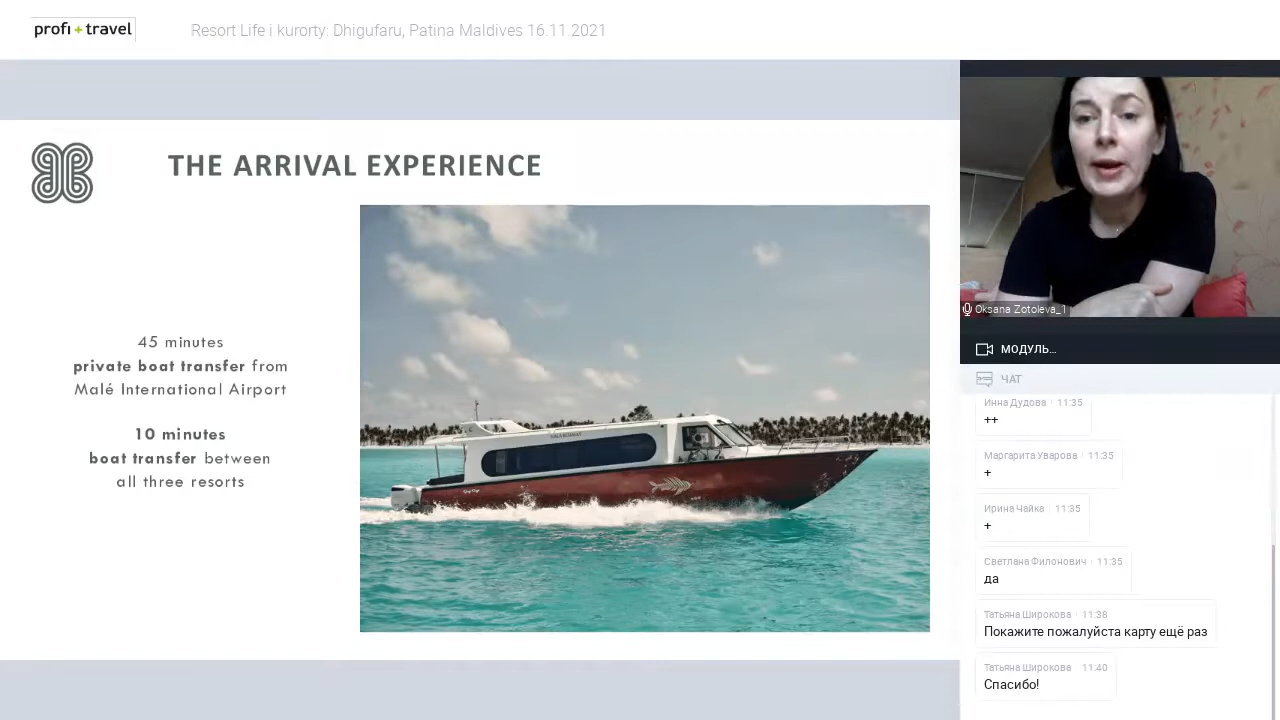 profi + travel
Resort Life i kurorty: Dhigufaru, Patina Maldives 16.11.2021
THE ARRIVAL EXPERIENCE
45 minutes
private boat transfer from
Malé International Airport
10 minutes
boat transfer between
all three resorts
Oksana Zotoleva_1
МОДУЛЬ...
ЧАТ
Инна Дудова 11:35
++
Маргарита Уварова 11:35
+
Ирина Чайка 11:35
+
Светлана Филонович 11:35
да
Татьяна Широкова 11:38
Покажите пожалуйста карту ещё раз
Татьяна Широкова 11:40
Спасибо!